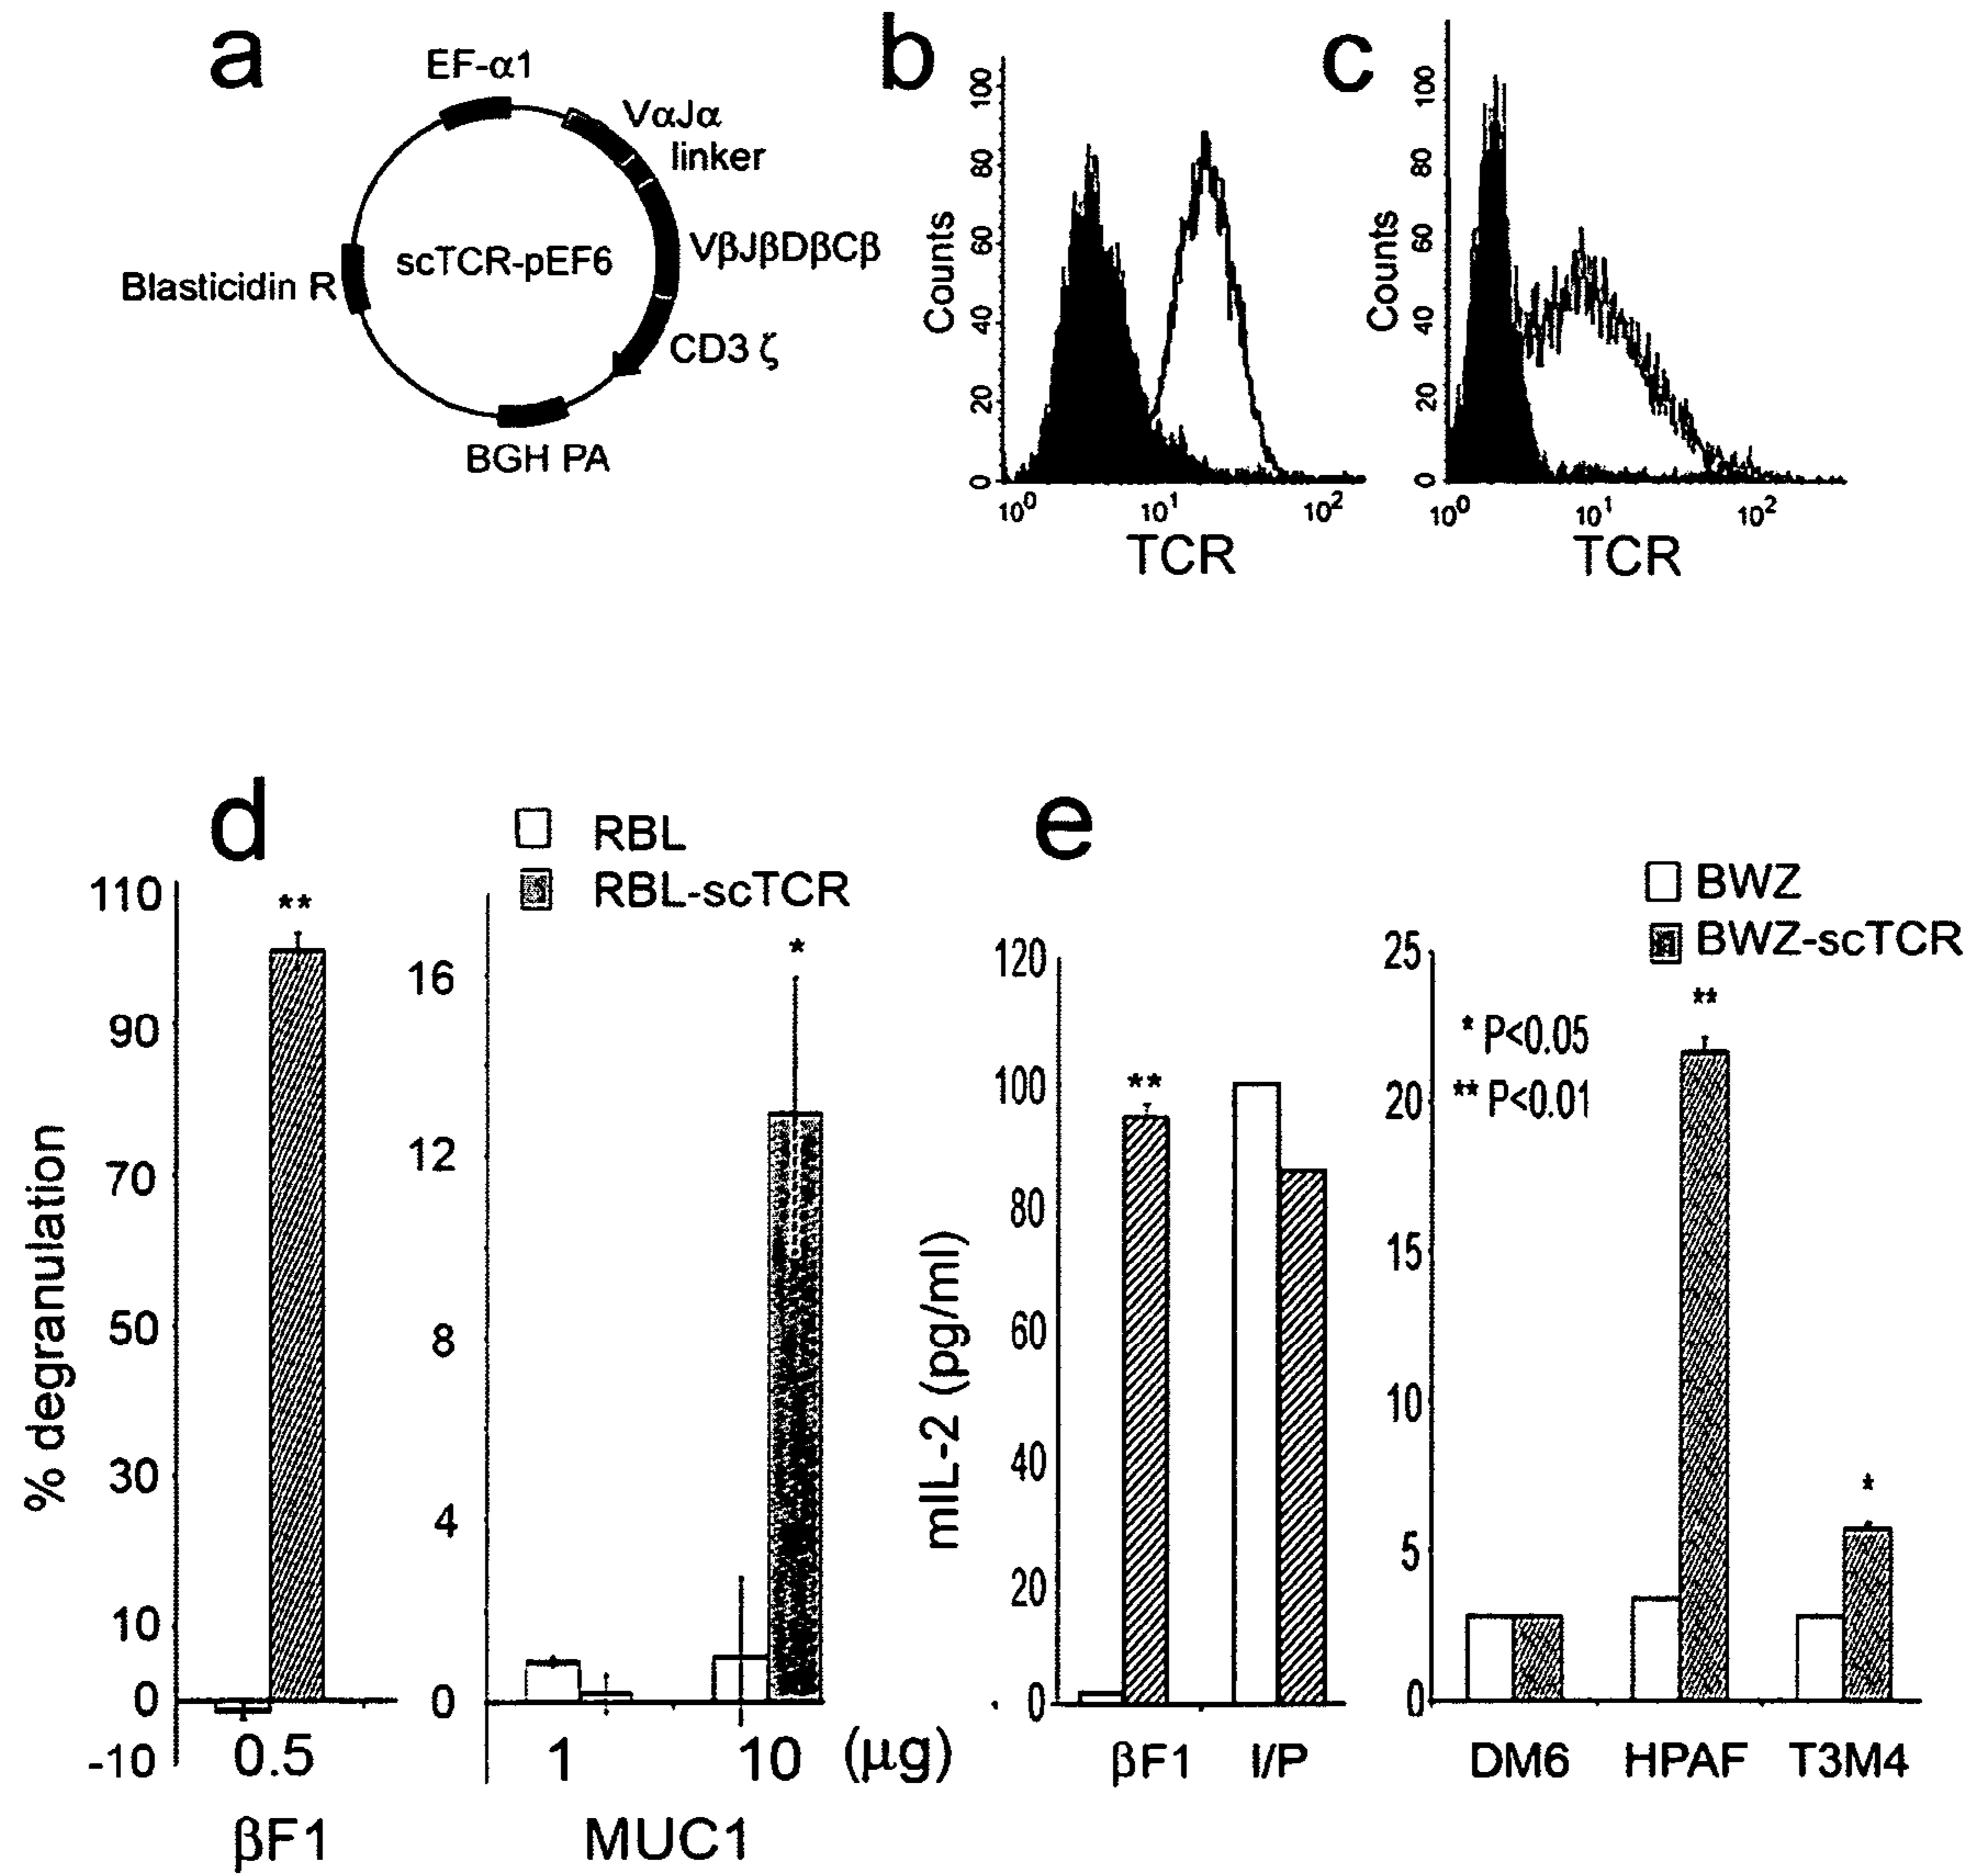 a
EF-α1
VαJα
linker
VβJβDβCβ
scTCR-pEF6
Blasticidin R
CD3 ζ
BGH PA
b
Counts
100
80
60
40
20
0
10⁰ 10¹ 10²
TCR
c
Counts
100
80
60
40
20
0
10⁰ 10¹ 10²
TCR
d
RBL
RBL-scTCR
% degranulation
110
90
70
50
30
10
0
-10
**
0.5
βF1
16
12
8
4
0
*
1 10 (μg)
MUC1
e
BWZ
BWZ-scTCR
mIL-2 (pg/ml)
120
100
80
60
40
20
0
**
βF1 I/P
25
20
15
10
5
0
* P<0.05
** P<0.01
**
*
DM6 HPAF T3M4